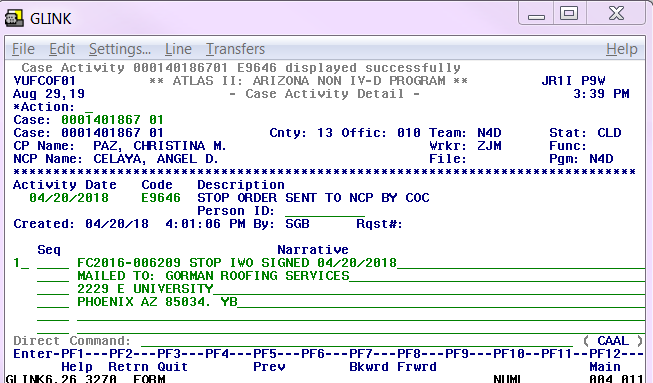 GLINK
File Edit Settings... Line Transfers Help
Case Activity 000140186701 E9646 displayed successfully
VUFCOF01 ** ATLAS II: ARIZONA NON IV-D PROGRAM ** JR1I P9W
Aug 29,19 - Case Activity Detail - 3:39 PM
*Action: _
Case: 0001401867 01
Case: 0001401867 01 Cnty: 13 Offic: 010 Team: N4D Stat: CLD
CP Name: PAZ, CHRISTINA M. Wrkr: ZJM Func:
NCP Name: CELAYA, ANGEL D. File: Pgm: N4D
*******************************************************************************
Activity Date Code Description
04/20/2018 E9646 STOP ORDER SENT TO NCP BY COC
Person ID: ___________
Created: 04/20/18 4:01:06 PM By: SGB Rqst#:
Seq Narrative
1_ ____ FC2016-006209 STOP IWO SIGNED 04/20/2018
____ MAILED TO: GORMAN ROOFING SERVICES
____ 2229 E UNIVERSITY
____ PHOENIX AZ 85034. YB
Direct Command: ( CAAL )
Enter-PF1---PF2---PF3---PF4---PF5---PF6---PF7---PF8---PF9---PF10--PF11--PF12---
Help Retrn Quit Prev Bkwrd Frwrd Main
GLINK6.26 3270 FORM NUML 004,011